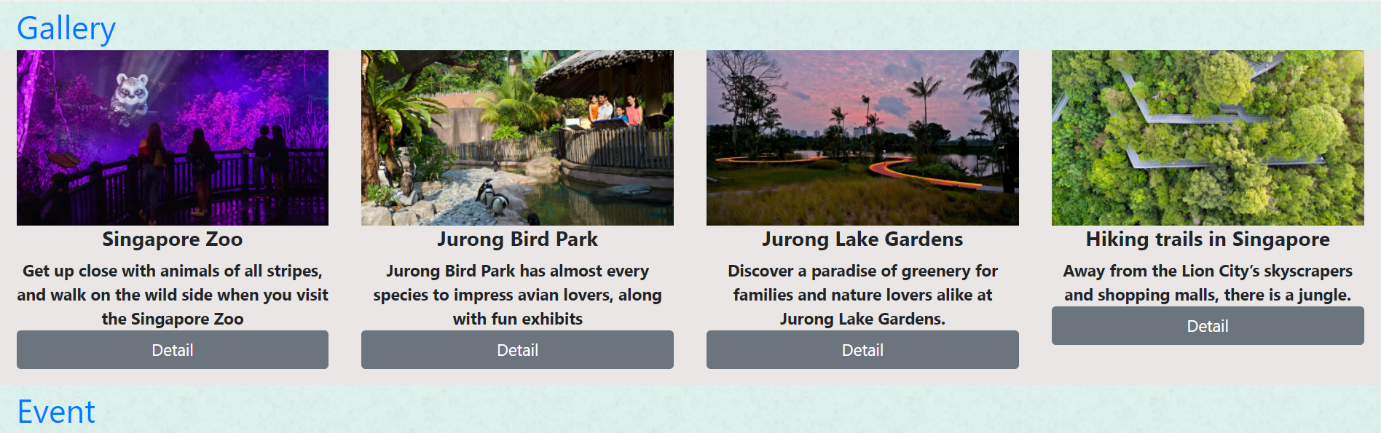 Gallery
Singapore Zoo
Get up close with animals of all stripes,
and walk on the wild side when you visit
the Singapore Zoo
Detail
Jurong Bird Park
Jurong Bird Park has almost every
species to impress avian lovers, along
with fun exhibits
Detail
Jurong Lake Gardens
Discover a paradise of greenery for
families and nature lovers alike at
Jurong Lake Gardens.
Detail
Hiking trails in Singapore
Away from the Lion City’s skyscrapers
and shopping malls, there is a jungle.
Detail
Event